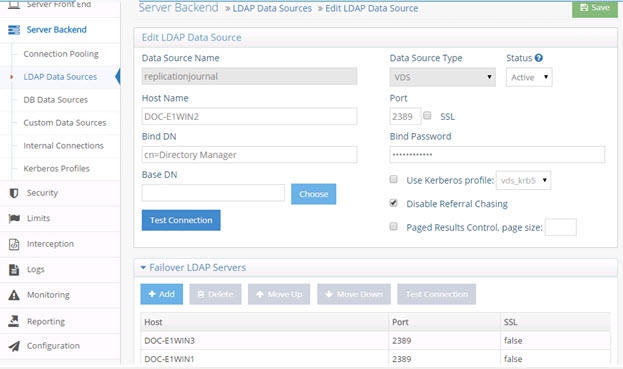 Server Front End
Server Backend
Connection Pooling
LDAP Data Sources
DB Data Sources
Custom Data Sources
Internal Connections
Kerberos Profiles
Security
Limits
Interception
Logs
Monitoring
Reporting
Configuration
Server Backend » LDAP Data Sources » Edit LDAP Data Source
Save
Edit LDAP Data Source
Data Source Name Data Source Type Status ?
replicationjournal VDS Active
Host Name Port
DOC-E1WIN2 2389 SSL
Bind DN Bind Password
cn=Directory Manager ••••••••••••
Base DN Use Kerberos profile: vds_krb5
Choose
Disable Referral Chasing
Test Connection Paged Results Control, page size:
Failover LDAP Servers
+ Add Delete Move Up Move Down Test Connection
Host Port SSL
DOC-E1WIN3 2389 false
DOC-E1WIN1 2389 false